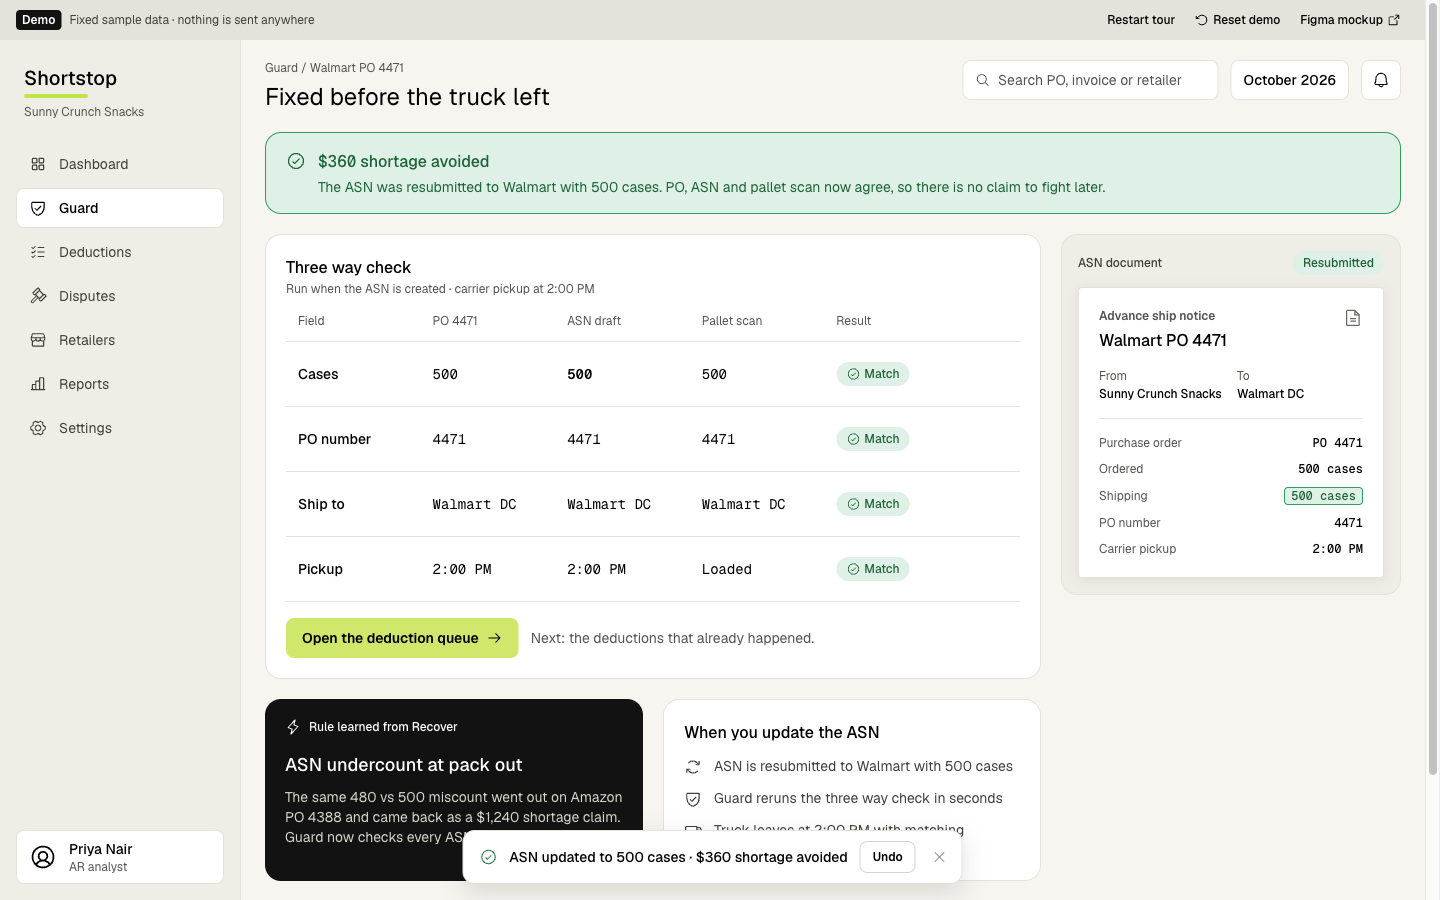 Demo Fixed sample data · nothing is sent anywhere
Restart tour Reset demo Figma mockup
Shortstop
Sunny Crunch Snacks
Dashboard
Guard
Deductions
Disputes
Retailers
Reports
Settings
Priya Nair
AR analyst
Guard / Walmart PO 4471
Fixed before the truck left
Search PO, invoice or retailer
October 2026
$360 shortage avoided
The ASN was resubmitted to Walmart with 500 cases. PO, ASN and pallet scan now agree, so there is no claim to fight later.
Three way check
Run when the ASN is created · carrier pickup at 2:00 PM
Field PO 4471 ASN draft Pallet scan Result
Cases 500 500 500 Match
PO number 4471 4471 4471 Match
Ship to Walmart DC Walmart DC Walmart DC Match
Pickup 2:00 PM 2:00 PM Loaded Match
Open the deduction queue
Next: the deductions that already happened.
ASN document Resubmitted
Advance ship notice
Walmart PO 4471
From To
Sunny Crunch Snacks Walmart DC
Purchase order PO 4471
Ordered 500 cases
Shipping 500 cases
PO number 4471
Carrier pickup 2:00 PM
Rule learned from Recover
ASN undercount at pack out
The same 480 vs 500 miscount went out on Amazon
PO 4388 and came back as a $1,240 shortage claim.
Guard now checks every
When you update the ASN
ASN is resubmitted to Walmart with 500 cases
Guard reruns the three way check in seconds
Truck leaves at 2:00 PM with matching
ASN updated to 500 cases · $360 shortage avoided
Undo